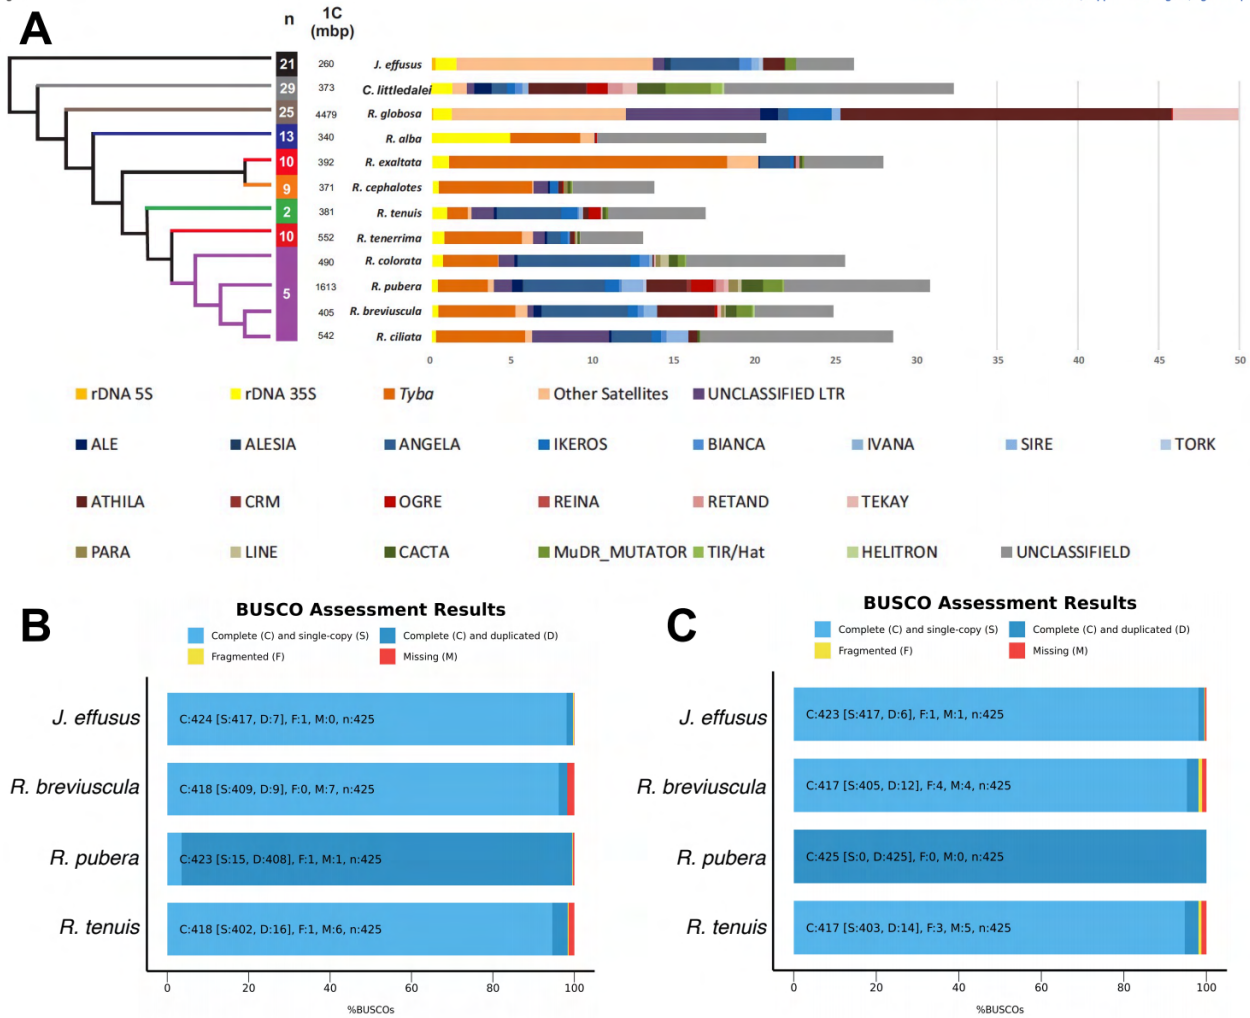 A
n
1C
(mbp)
21 260 J. effusus
29 373 C. littledalei
25 4479 R. globosa
13 340 R. alba
10 392 R. exaltata
9 371 R. cephalotes
2 381 R. tenuis
10 552 R. tenerrima
490 R. colorata
5 1613 R. pubera
405 R. breviuscula
542 R. ciliata
0 5 10 15 20 25 30 35 40 45 50
rDNA 5S rDNA 35S Tyba Other Satellites UNCLASSIFIED LTR
ALE ALESIA ANGELA IKEROS BIANCA IVANA SIRE TORK
ATHILA CRM OGRE REINA RETAND TEKAY
PARA LINE CACTA MuDR_MUTATOR TIR/Hat HELITRON UNCLASSIFIELD
B
BUSCO Assessment Results
Complete (C) and single-copy (S) Complete (C) and duplicated (D)
Fragmented (F) Missing (M)
J. effusus C:424 [S:417, D:7], F:1, M:0, n:425
R. breviuscula C:418 [S:409, D:9], F:0, M:7, n:425
R. pubera C:423 [S:15, D:408], F:1, M:1, n:425
R. tenuis C:418 [S:402, D:16], F:1, M:6, n:425
0 20 40 60 80 100
%BUSCOs
C
BUSCO Assessment Results
Complete (C) and single-copy (S) Complete (C) and duplicated (D)
Fragmented (F) Missing (M)
J. effusus C:423 [S:417, D:6], F:1, M:1, n:425
R. breviuscula C:417 [S:405, D:12], F:4, M:4, n:425
R. pubera C:425 [S:0, D:425], F:0, M:0, n:425
R. tenuis C:417 [S:403, D:14], F:3, M:5, n:425
0 20 40 60 80 100
%BUSCOs